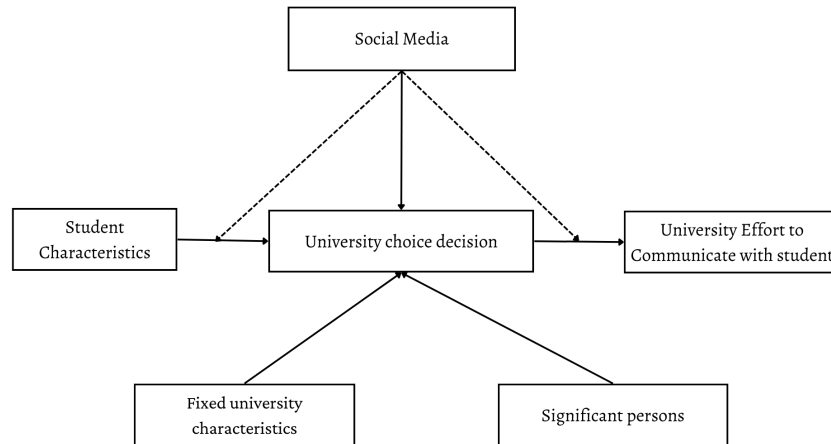 Social Media
Student
Characteristics
University choice decision
University Effort to
Communicate with student
Fixed university
characteristics
Significant persons